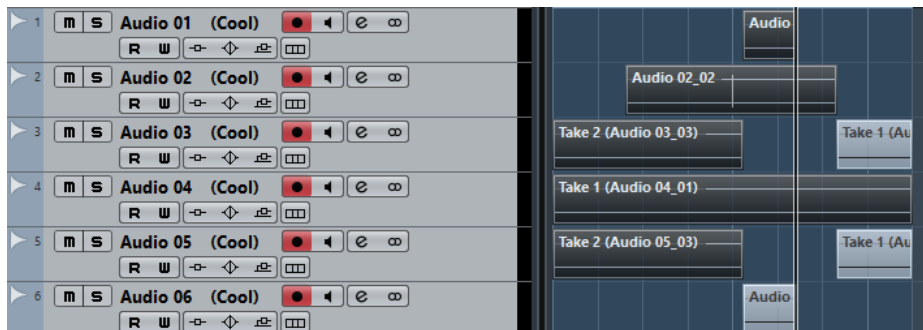 1 m S Audio 01 (Cool) e Audio
R W
2 m S Audio 02 (Cool) e Audio 02_02
R W
3 m S Audio 03 (Cool) e Take 2 (Audio 03_03) Take 1 (Au
R W
4 m S Audio 04 (Cool) e Take 1 (Audio 04_01)
R W
5 m S Audio 05 (Cool) e Take 2 (Audio 05_03) Take 1 (Au
R W
6 m S Audio 06 (Cool) e Audio
R W